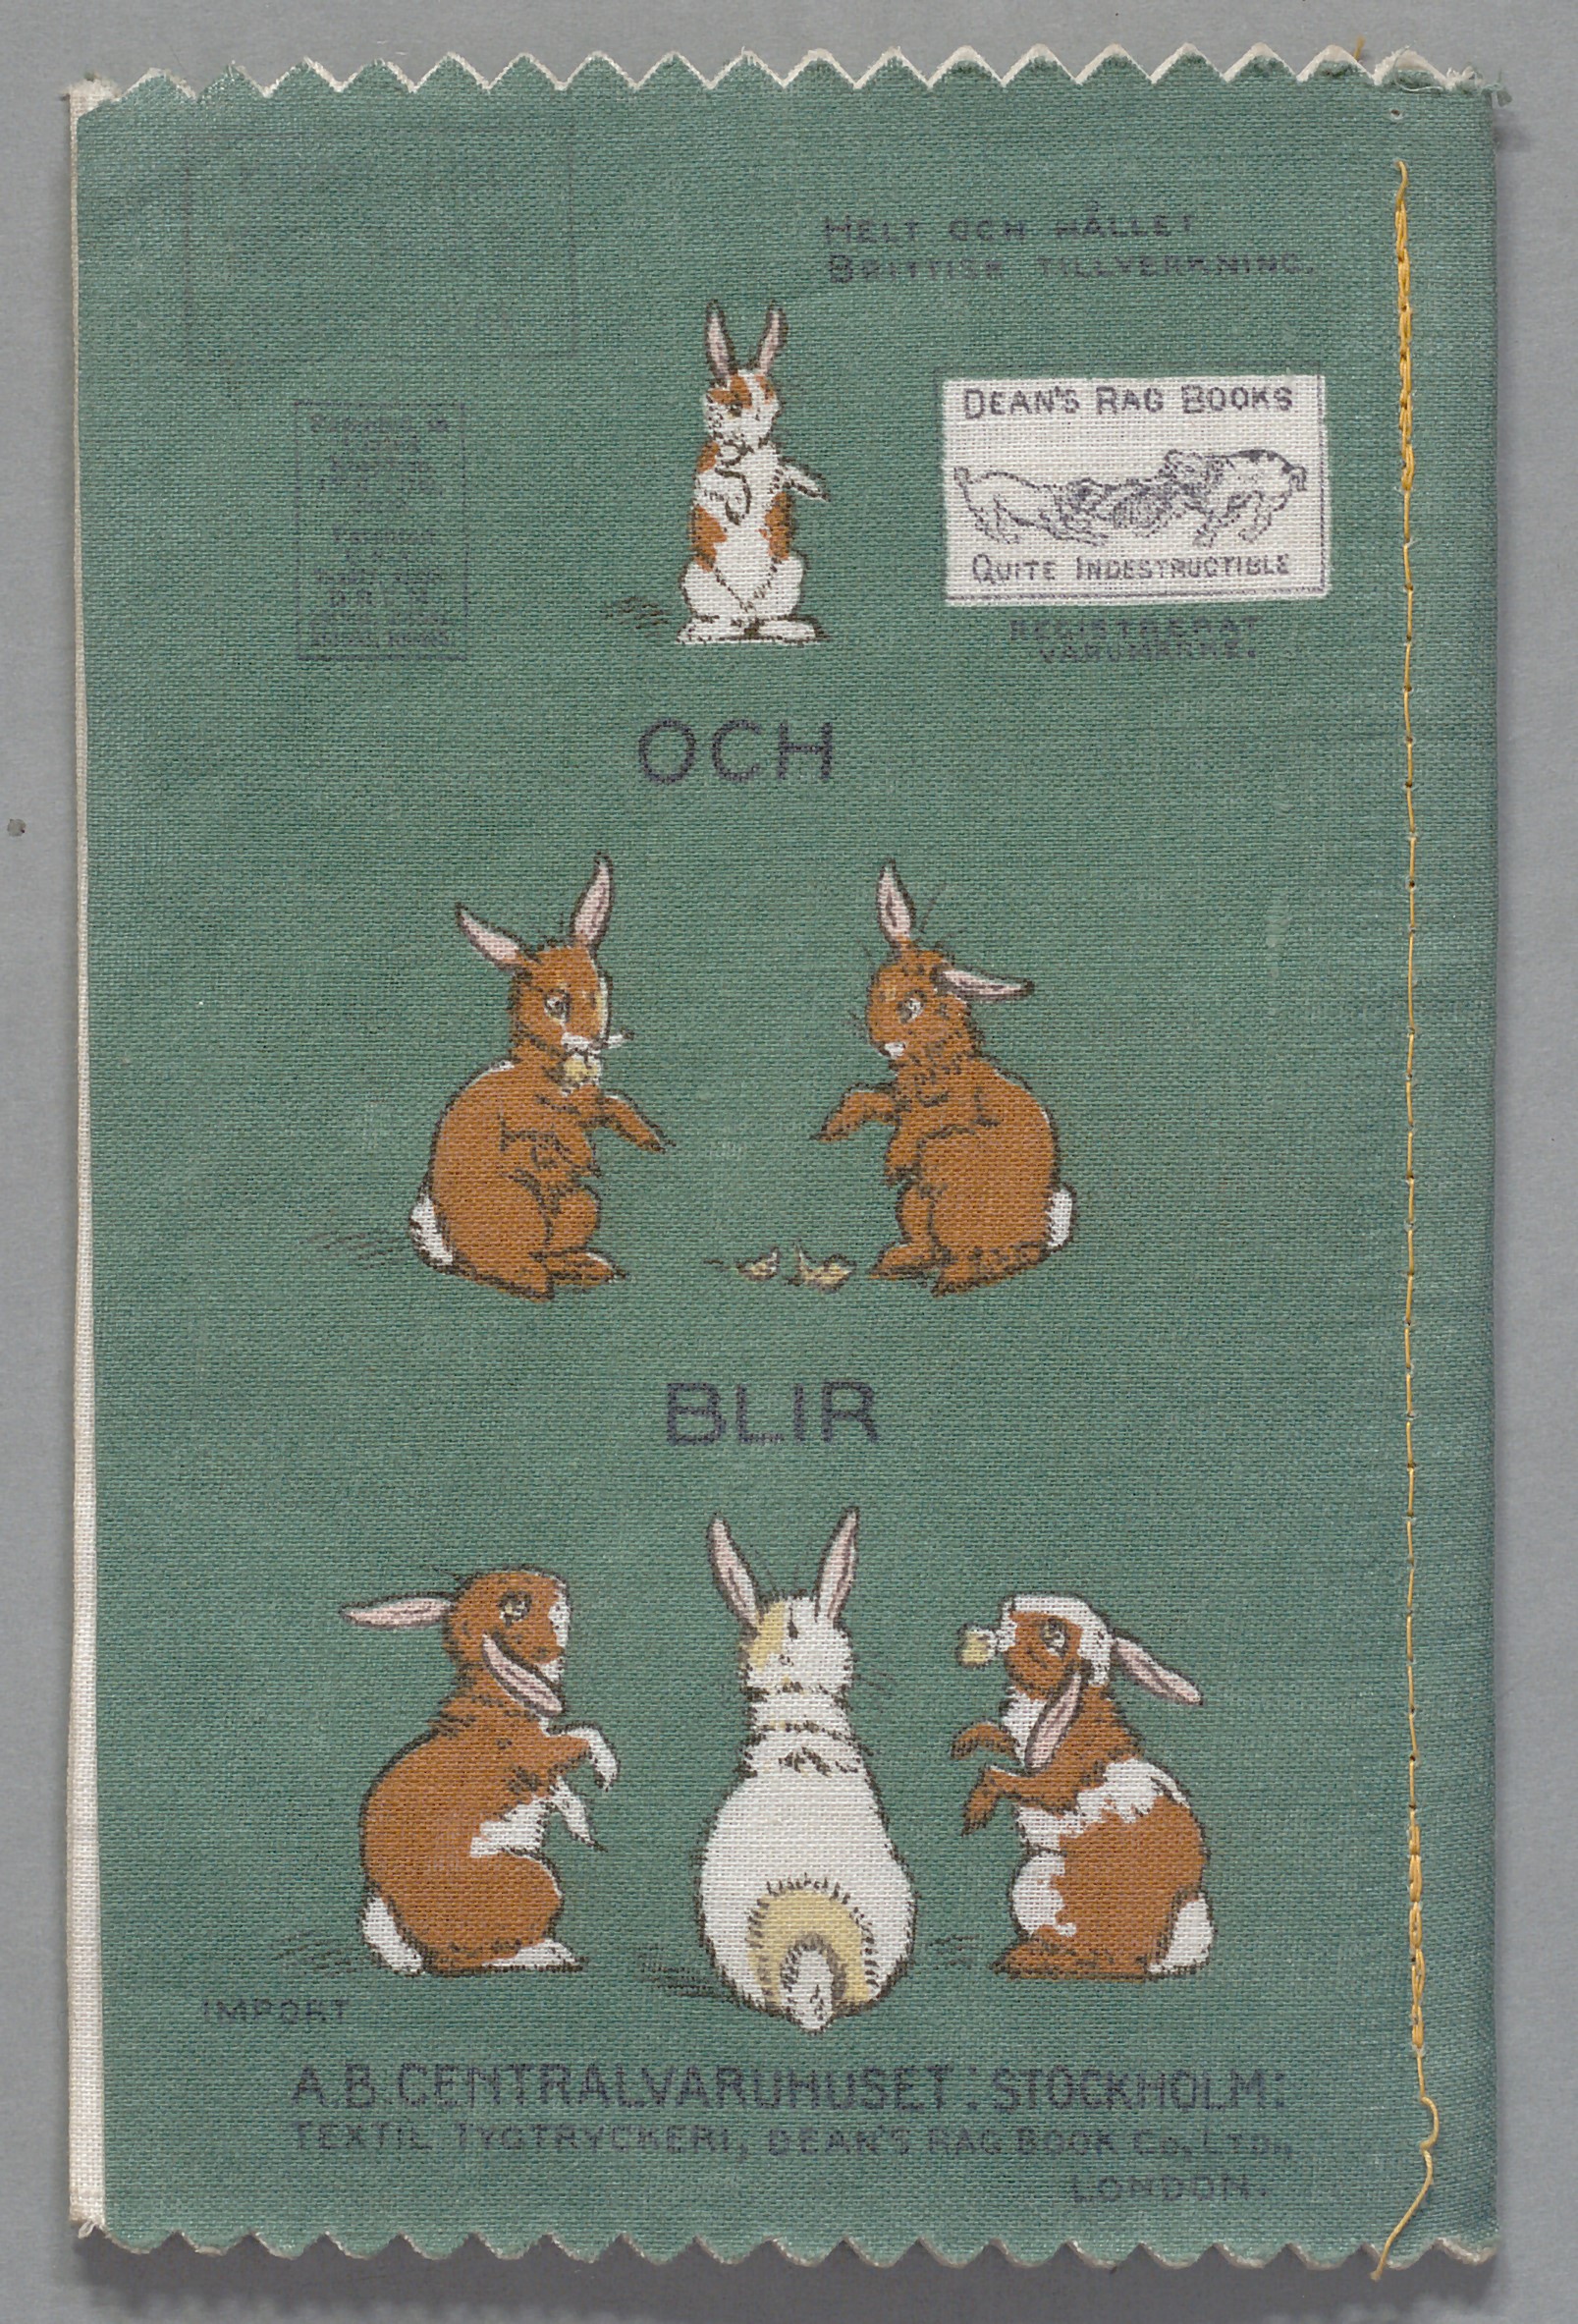 HELT OCH HÅLLET
BRITTISK TILLVERKNING.
DEAN'S RAG BOOKS
QUITE INDESTRUCTIBLE
REGISTRERAT
VARUMÄRKE.
OCH
BLIR
IMPORT
A.B. CENTRALVARUHUSET: STOCKHOLM:
TEXTIL TYGTRYCKERI, DEAN'S RAG BOOK CO. LTD.,
LONDON.